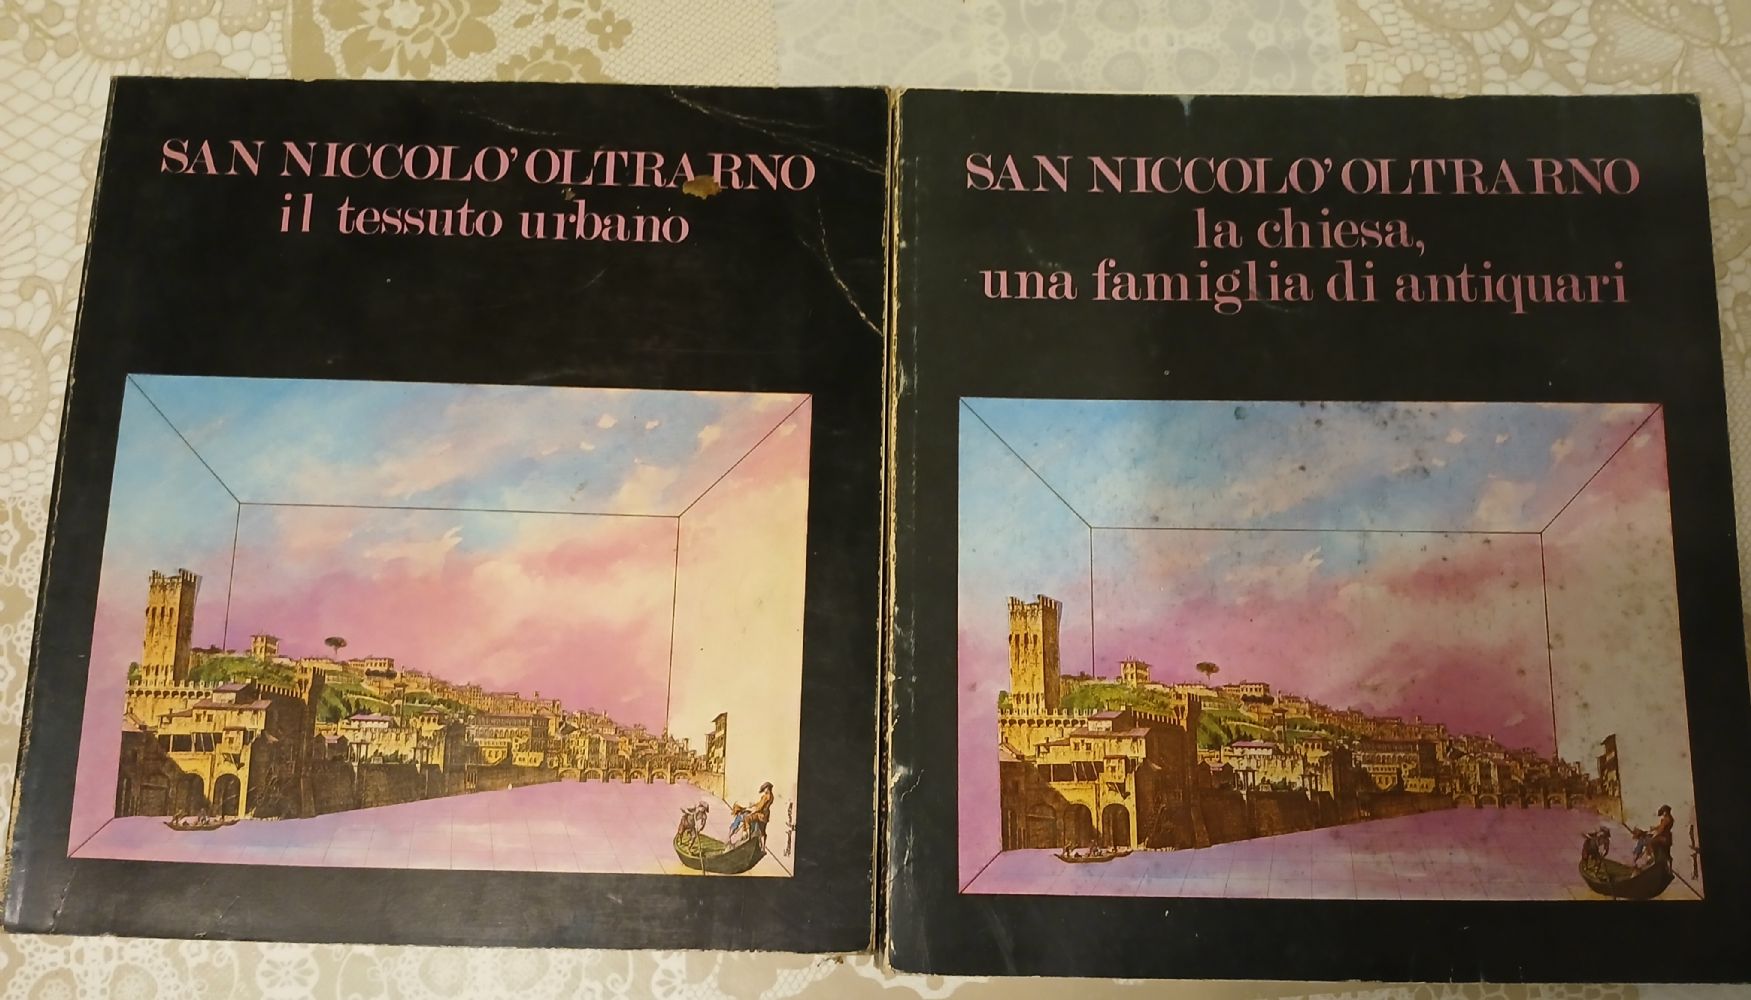 SAN NICCOLO' OLTRARNO
il tessuto urbano
SAN NICCOLO' OLTRARNO
la chiesa,
una famiglia di antiquari